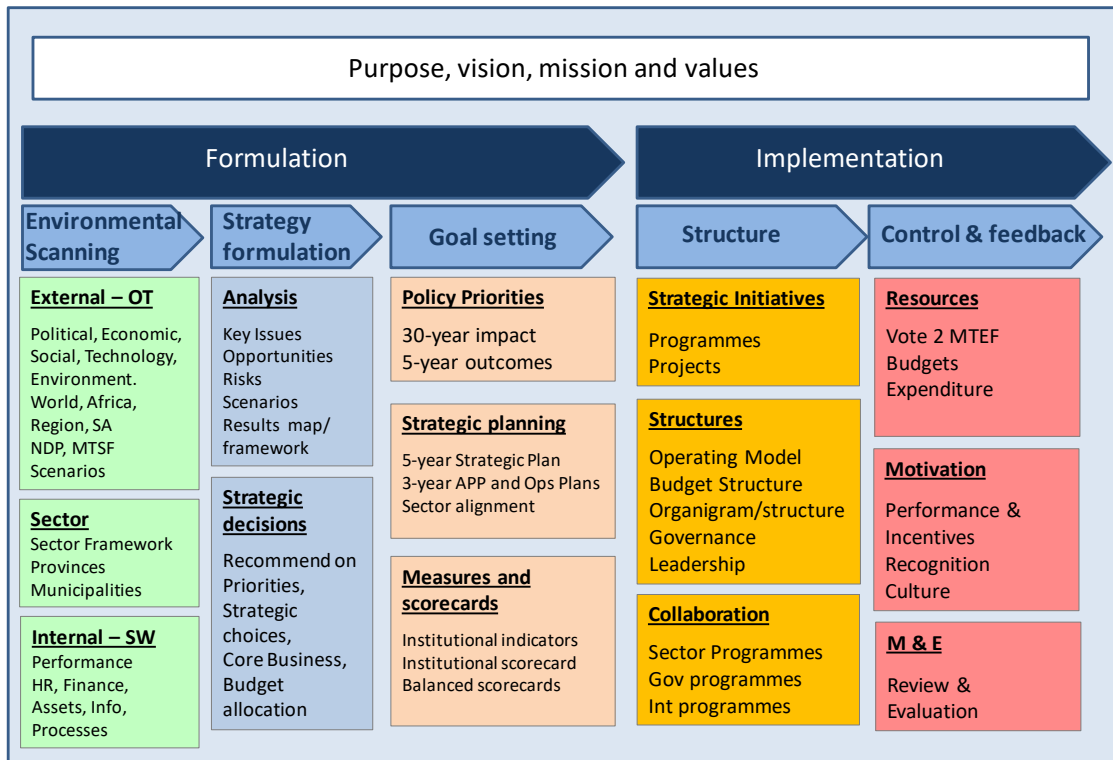 Purpose, vision, mission and values
Formulation
Implementation
Environmental
Scanning
Strategy
formulation
Goal setting
Structure
Control & feedback
External – OT
Political, Economic,
Social, Technology,
Environment.
World, Africa,
Region, SA
NDP, MTSF
Scenarios
Sector
Sector Framework
Provinces
Municipalities
Internal – SW
Performance
HR, Finance,
Assets, Info,
Processes
Analysis
Key Issues
Opportunities
Risks
Scenarios
Results map/
framework
Strategic
decisions
Recommend on
Priorities,
Strategic
choices,
Core Business,
Budget
allocation
Policy Priorities
30-year impact
5-year outcomes
Strategic planning
5-year Strategic Plan
3-year APP and Ops Plans
Sector alignment
Measures and
scorecards
Institutional indicators
Institutional scorecard
Balanced scorecards
Strategic Initiatives
Programmes
Projects
Structures
Operating Model
Budget Structure
Organigram/structure
Governance
Leadership
Collaboration
Sector Programmes
Gov programmes
Int programmes
Resources
Vote 2 MTEF
Budgets
Expenditure
Motivation
Performance &
Incentives
Recognition
Culture
M & E
Review &
Evaluation